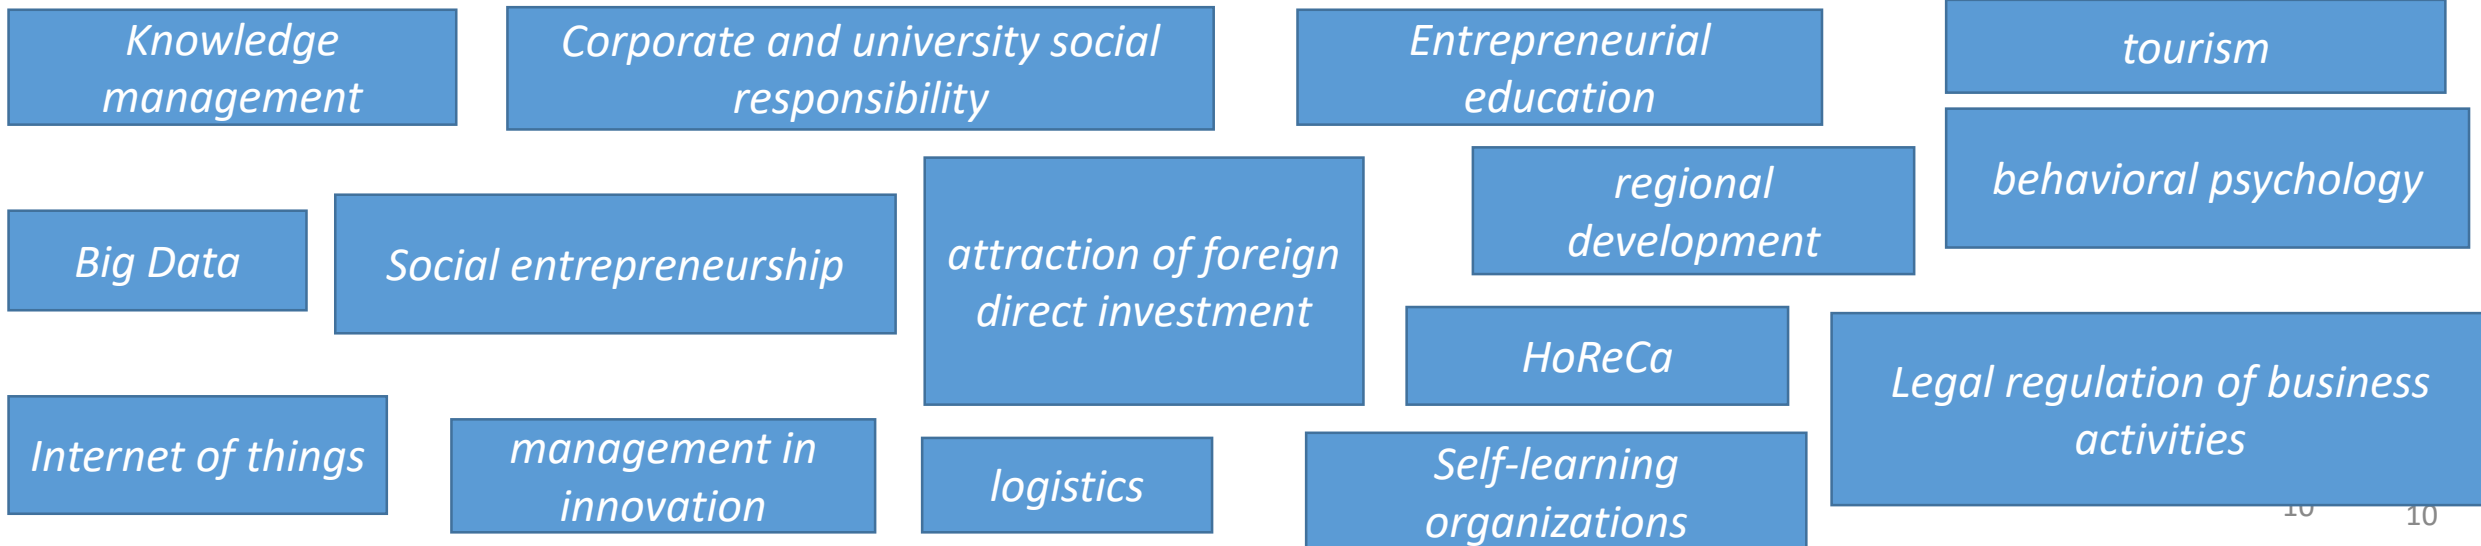 Knowledge
management
Corporate and university social
responsibility
Entrepreneurial
education
tourism
behavioral psychology
regional
development
Big Data
Social entrepreneurship
attraction of foreign
direct investment
HoReCa
Legal regulation of business
activities
Internet of things
management in
innovation
logistics
Self-learning
organizations
10
10